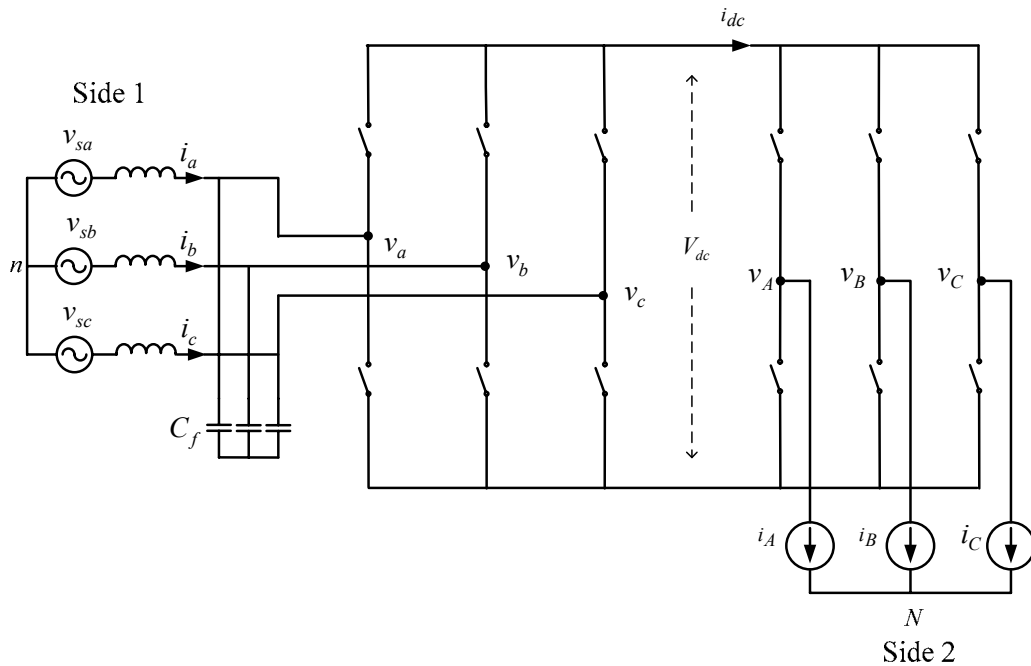 i_dc
Side 1
v_sa
i_a
v_a
v_sb
i_b
n
v_b
V_dc
v_A
v_B
v_C
v_c
v_sc
i_c
C_f
i_A
i_B
i_C
N
Side 2